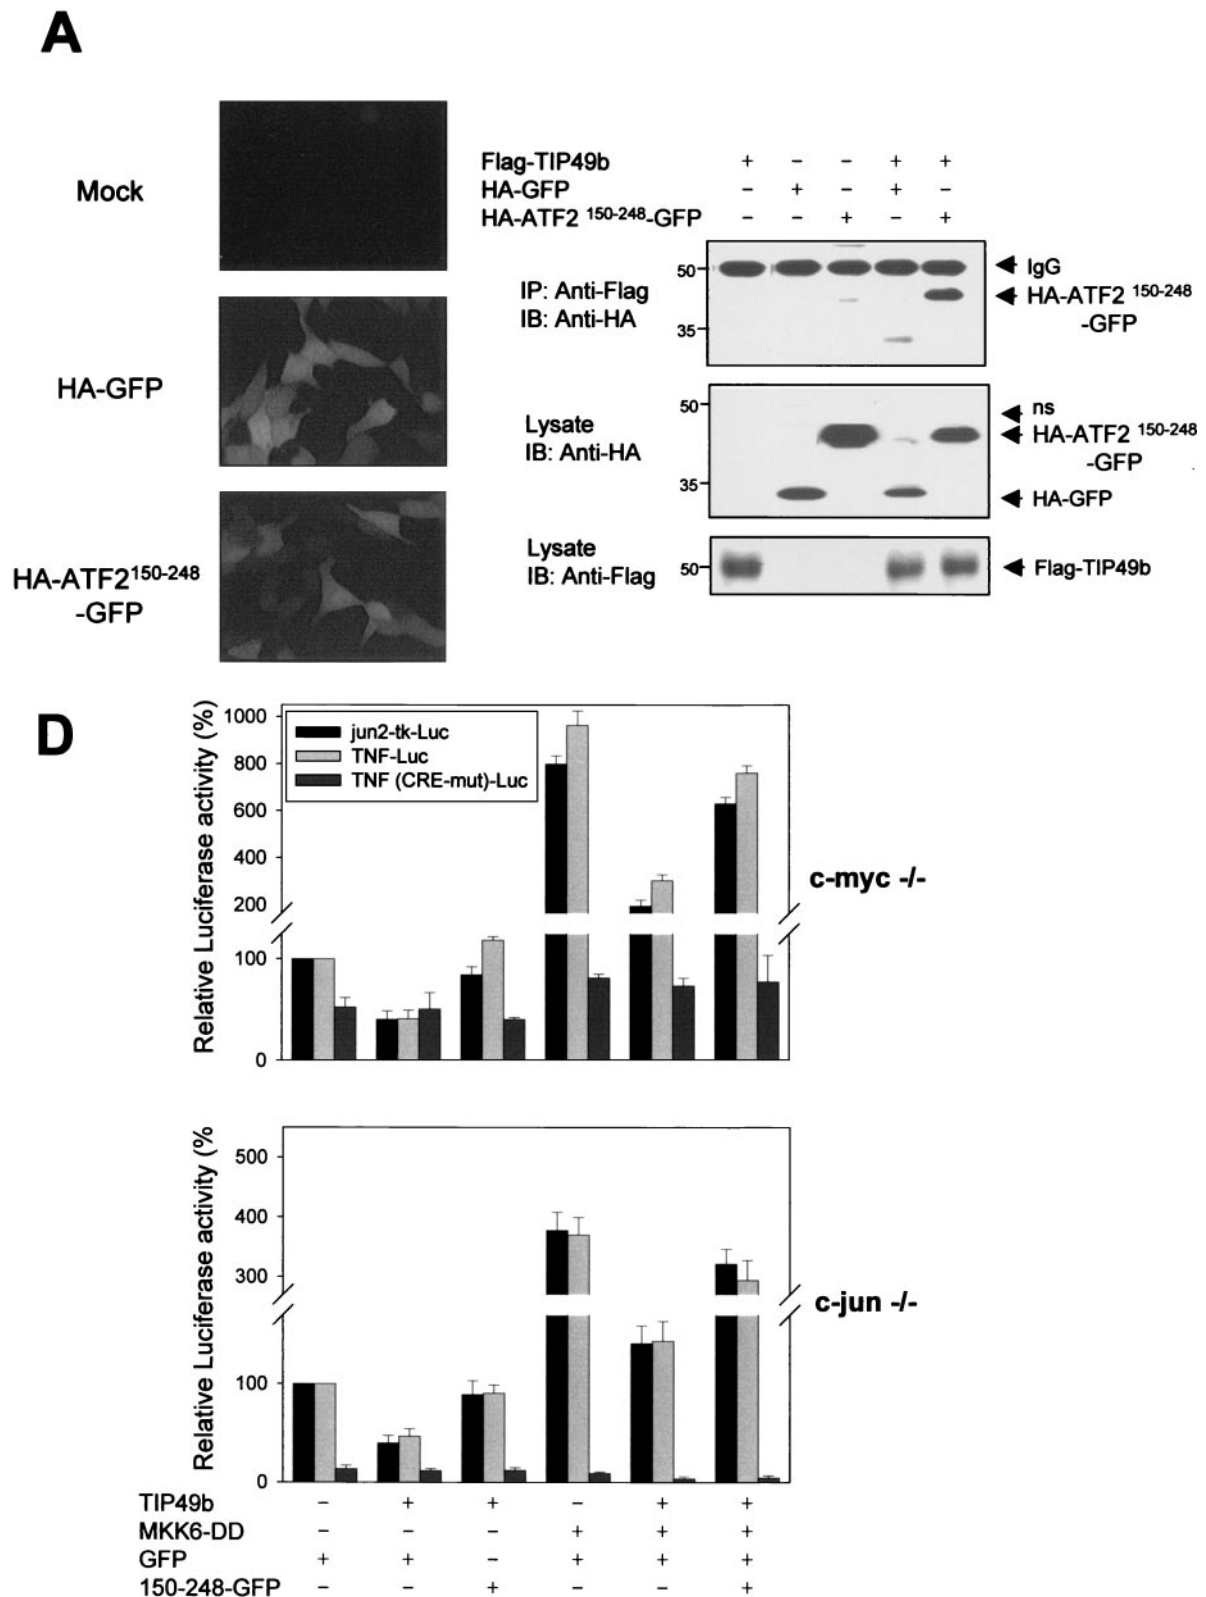 A
Mock
HA-GFP
HA-ATF2150-248
-GFP
Flag-TIP49b + - - + +
HA-GFP - + - + -
HA-ATF2 150-248-GFP - - + - +
IP: Anti-Flag
IB: Anti-HA
50
35
IgG
HA-ATF2 150-248
-GFP
Lysate
IB: Anti-HA
50
35
ns
HA-ATF2 150-248
-GFP
HA-GFP
Lysate
IB: Anti-Flag
50
Flag-TIP49b
D
Relative Luciferase activity (%)
1000
800
600
400
200
100
0
jun2-tk-Luc
TNF-Luc
TNF (CRE-mut)-Luc
c-myc -/-
Relative Luciferase activity (%
500
400
300
100
0
c-jun -/-
TIP49b - + + - + +
MKK6-DD - - - + + +
GFP + + - + + +
150-248-GFP - - + - - +